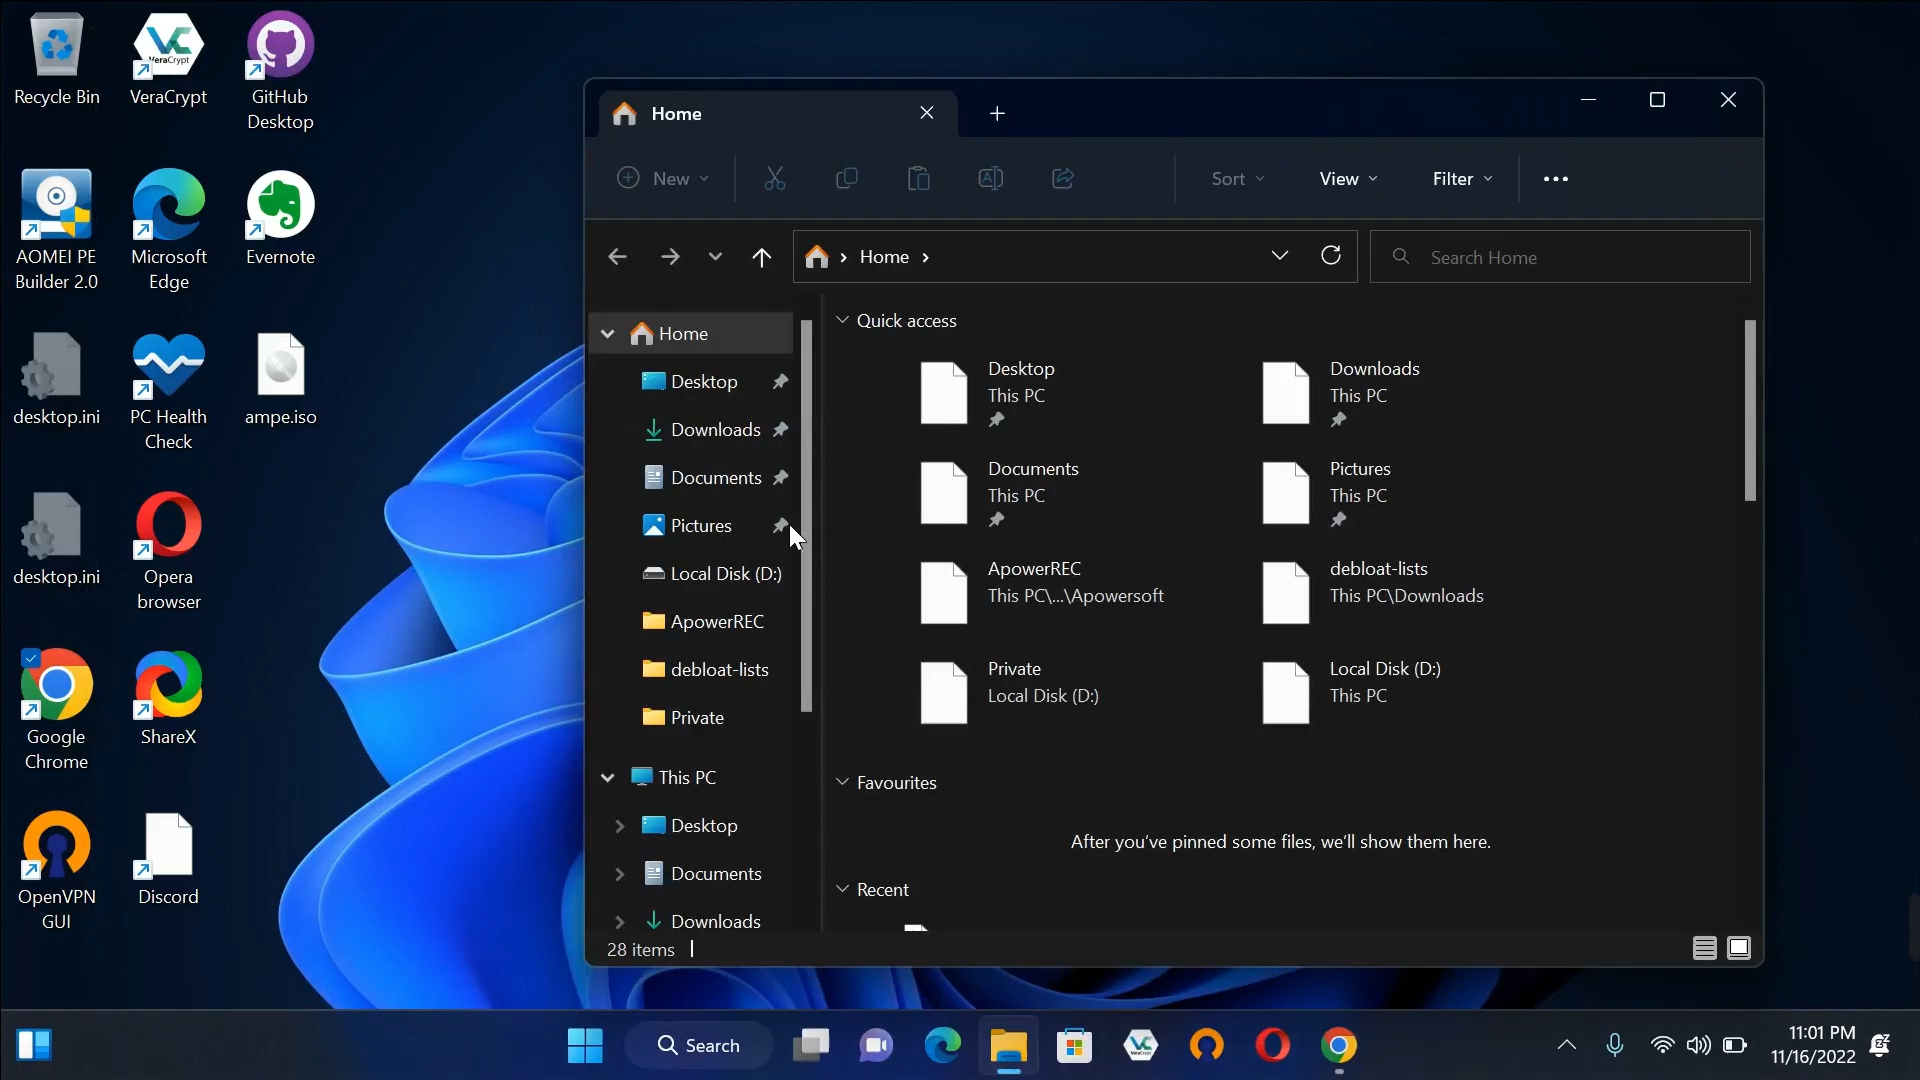 Recycle Bin
VeraCrypt
VeraCrypt
GitHub
Desktop
AOMEI PE
Builder 2.0
Microsoft
Edge
Evernote
desktop.ini
PC Health
Check
ampe.iso
desktop.ini
Opera
browser
Google
Chrome
ShareX
OpenVPN
GUI
Discord
Home
New
Sort
View
Filter
Home
Search Home
Home
Desktop
Downloads
Documents
Pictures
Local Disk (D:)
ApowerREC
debloat-lists
Private
This PC
Desktop
Documents
Downloads
Quick access
Desktop
This PC
Downloads
This PC
Documents
This PC
Pictures
This PC
ApowerREC
This PC\...\Apowersoft
debloat-lists
This PC\Downloads
Private
Local Disk (D:)
Local Disk (D:)
This PC
Favourites
After you've pinned some files, we'll show them here.
Recent
28 items
Search
VeraCrypt
11:01 PM
11/16/2022